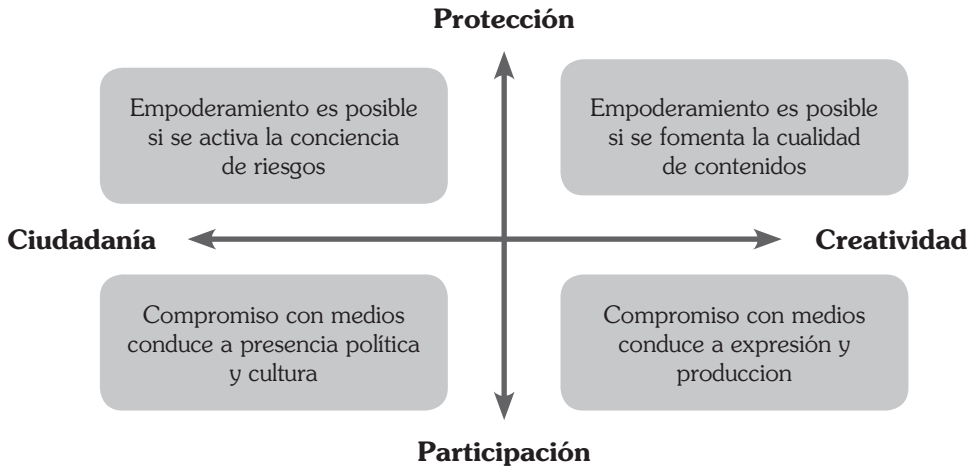 Protección
Empoderamiento es posible
si se activa la conciencia
de riesgos
Empoderamiento es posible
si se fomenta la cualidad
de contenidos
Ciudadanía
Creatividad
Compromiso con medios
conduce a presencia política
y cultura
Compromiso con medios
conduce a expresión y
produccion
Participación